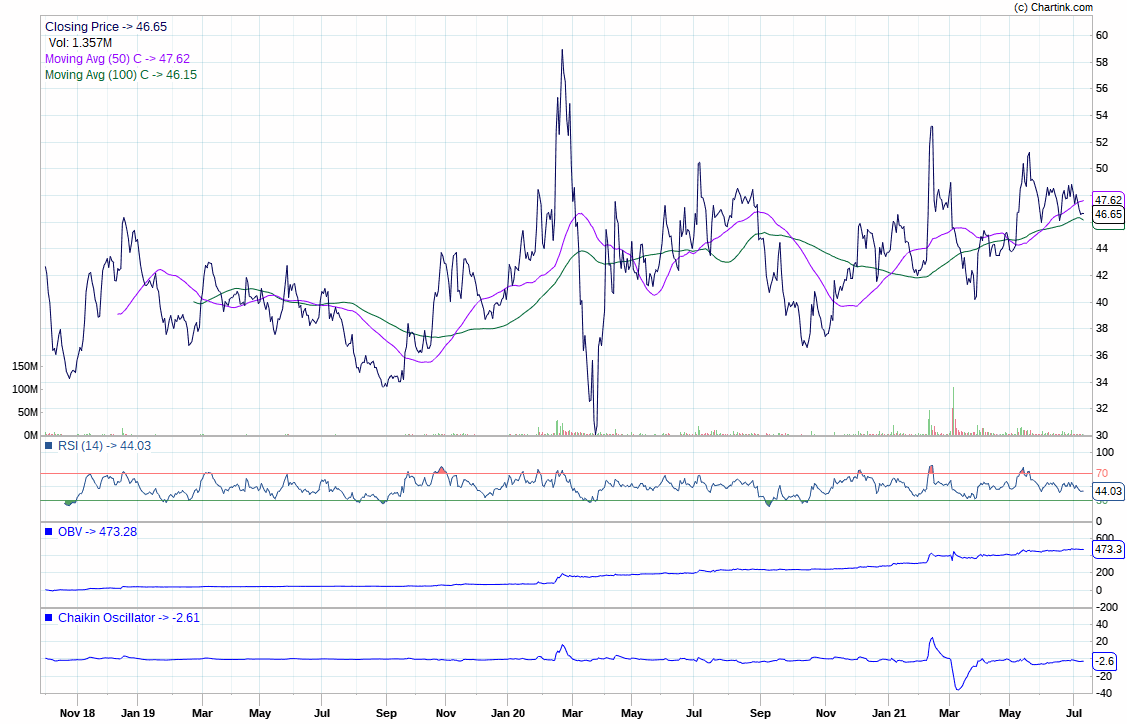 (c) Chartink.com
Closing Price -> 46.65
Vol: 1.357M
Moving Avg (50) C -> 47.62
Moving Avg (100) C -> 46.15
60
58
56
54
52
50
47.62
46.65
44
42
40
38
36
34
32
30
150M
100M
50M
0M
RSI (14) -> 44.03
100
70
44.03
0
OBV -> 473.28
600
473.3
200
0
-200
Chaikin Oscillator -> -2.61
40
20
-2.6
-20
-40
Nov 18 Jan 19 Mar May Jul Sep Nov Jan 20 Mar May Jul Sep Nov Jan 21 Mar May Jul